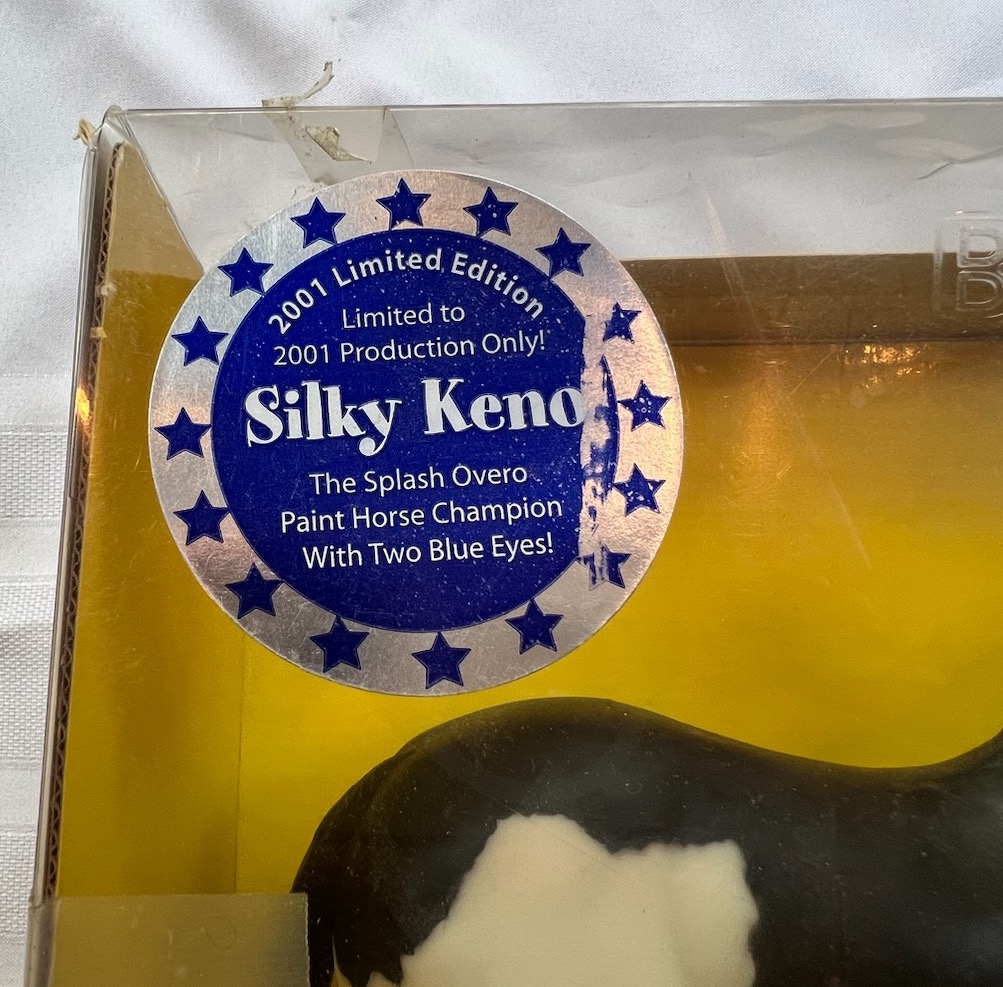 2001 Limited Edition
Limited to
2001 Production Only!
Silky Keno
The Splash Overo
Paint Horse Champion
With Two Blue Eyes!